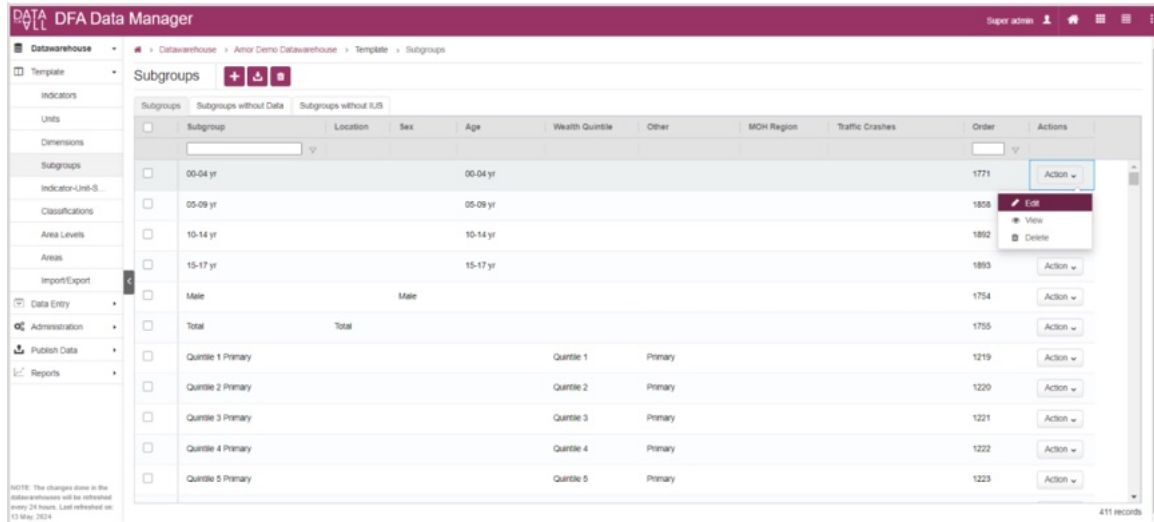 DATA FOR ALL DFA Data Manager Super admin
Datawarehouse
Template
Indicators
Units
Dimensions
Subgroups
Indicator-Unit-S...
Classifications
Area Levels
Areas
Import/Export
Data Entry
Administration
Publish Data
Reports
NOTE: The changes done in the
datawarehouses will be refreshed
every 24 hours. Last refreshed on:
13 May, 2024
> Datawarehouse > Amor Demo Datawarehouse > Template > Subgroups
Subgroups
Subgroups Subgroups without Data Subgroups without IUS
Subgroup Location Sex Age Wealth Quintile Other MOH Region Traffic Crashes Order Actions
00-04 yr 00-04 yr 1771 Action
05-09 yr 05-09 yr 1858
Edit
View
Delete
10-14 yr 10-14 yr 1892
15-17 yr 15-17 yr 1893 Action
Male Male 1754 Action
Total Total 1755 Action
Quintile 1 Primary Quintile 1 Primary 1219 Action
Quintile 2 Primary Quintile 2 Primary 1220 Action
Quintile 3 Primary Quintile 3 Primary 1221 Action
Quintile 4 Primary Quintile 4 Primary 1222 Action
Quintile 5 Primary Quintile 5 Primary 1223 Action
411 records